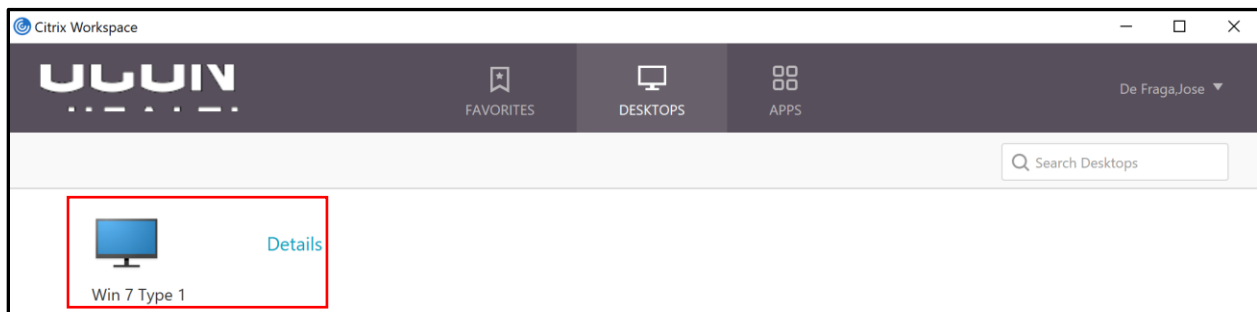 Citrix Workspace
FAVORITES
DESKTOPS
APPS
De Fraga,Jose
Search Desktops
Details
Win 7 Type 1